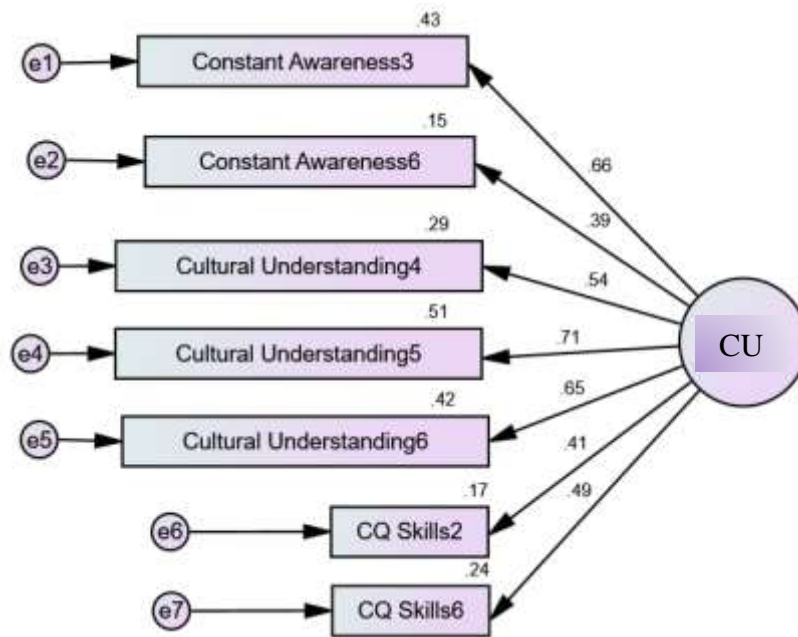 .43
e1
Constant Awareness3
.66
.15
e2
Constant Awareness6
.39
.29
e3
Cultural Understanding4
.54
.51
e4
Cultural Understanding5
.71
CU
.42
e5
Cultural Understanding6
.65
.41
.17
e6
CQ Skills2
.49
.24
e7
CQ Skills6